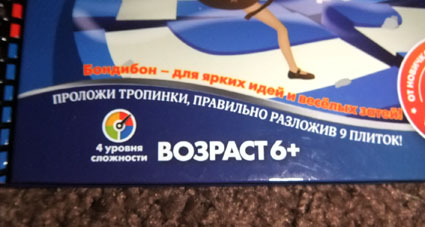 Бондибон – для ярких идей и весёлых затей!
ПРОЛОЖИ ТРОПИНКИ, ПРАВИЛЬНО РАЗЛОЖИВ 9 ПЛИТОК!
4 уровня
сложности
ВОЗРАСТ 6+